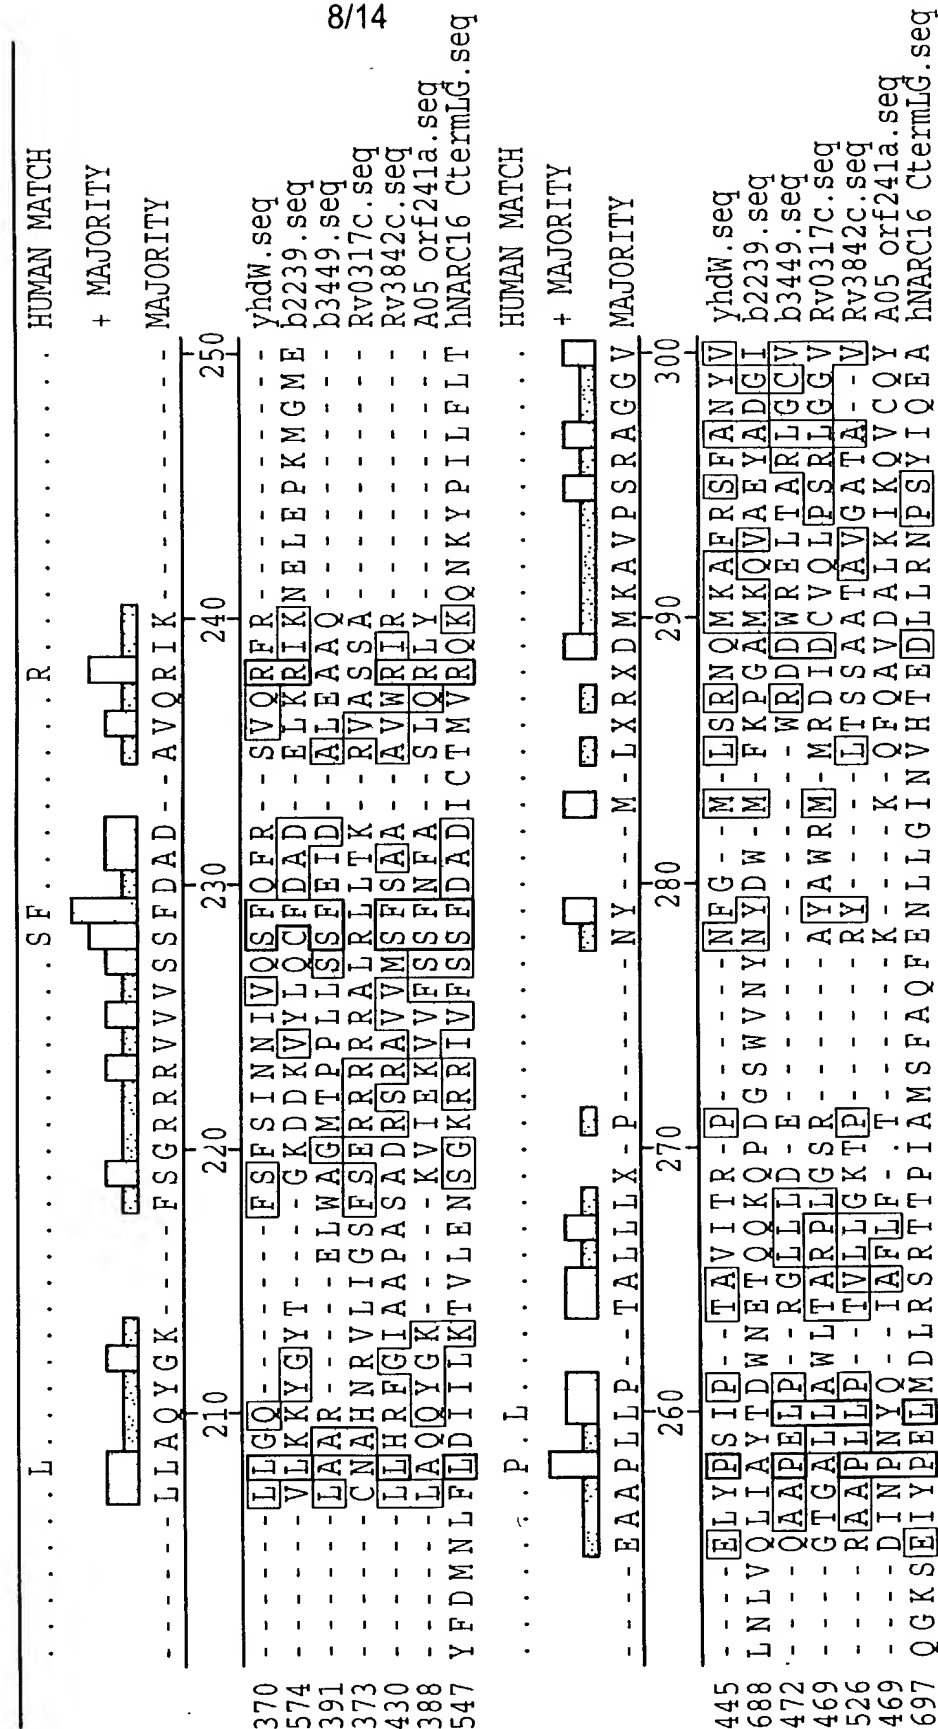 8/14
. . . . . . . L . . . . . . . . . . . . . . . . . . . S F . . . . . . . . R . . . . . . . . . . . . HUMAN MATCH
+ MAJORITY
- - - - - - L L A Q Y G K - - - - F S G R R R V V V S S F D A D - - A V Q R I K - - - - - - - - - - MAJORITY
210 220 230 240 250
370 - - - - - - L L G Q - - - - - - - F S F S I N N I V Q S F Q F R - - S V Q R F R - - - - - - - - - - yhdW.seq
574 - - - - - - V L K K Y G Y T - - - - G K D D K V Y L Q C F D A D - - E L K R I K N E L E P K M G M E b2239.seq
391 - - - - - - L A A R - - - - - E L W A G M T P P L L S S E E I D - - A L E A A Q - - - - - - - - - - b3449.seq
373 - - - - - - C N A H N R V L I G S F S E R R R R R A L R L L T K - - R V A S S A - - - - - - - - - - Rv0317c.seq
430 - - - - - - L L H R F G I A A P A S A D R S R A V V M S F S A A - - A V W R I R - - - - - - - - - - Rv3842c.seq
388 - - - - - - L A Q Q Y G K - - - - - K V I E K V V F S S F N F A - - S L Q R L Y - - - - - - - - - - A05 orf241a.seq
547 Y F D M N L F L D I I L K T V L E N S G K R R I V F S S F D A D I C T M V R Q K Q N K Y P I L F L T hNARC16 CtermLG.seq
. . . . . . . P . L . . . . . . . . . . . . . . . . . . . . . . . . . . . . . . . . . . . . . . . . HUMAN MATCH
+ MAJORITY
- - - - E A A P L L P - - T A L L L X - P - - - - - - N Y - - - M - L X R X D M K A V P S R A G G V MAJORITY
260 270 280 290 300
445 - - - - E L Y P S I P - - T A V I T R - P - - - - - - N F G - - M - L S R N Q M K A F R S F A N Y V yhdW.seq
688 L N L V Q L I A Y T D W N E T Q Q K Q P D G S W V N Y N Y D W - M - F K P G A M K Q V A E Y A D G I b2239.seq
472 - - - - Q A A P E L P - - R G L L L D - E - - - - - - - - - - - - - - W R D D W R E L T A R L G C V b3449.seq
469 - - - - G T G A L L A W L T A R P L G S R - - - - - - A Y A W R M - M R D I D C V Q L P S R L G G V Rv0317c.seq
526 - - - - R A A P L L P - - T V L L G K T P - - - - - - R Y - - - - - L T S S A A T A V G A T A - - V Rv3842c.seq
469 - - - - D I N P N Y Q - - I A F L F - - T - - - - - - K - - - - K - Q F Q A V D A L K I K Q V C Q Y A05 orf241a.seq
697 Q G K S E I Y P E L M D L R S R T T P I A M S F A Q F E N L L G I N V H T E D L L R N P S Y I Q E A hNARC16 CtermLG.seq